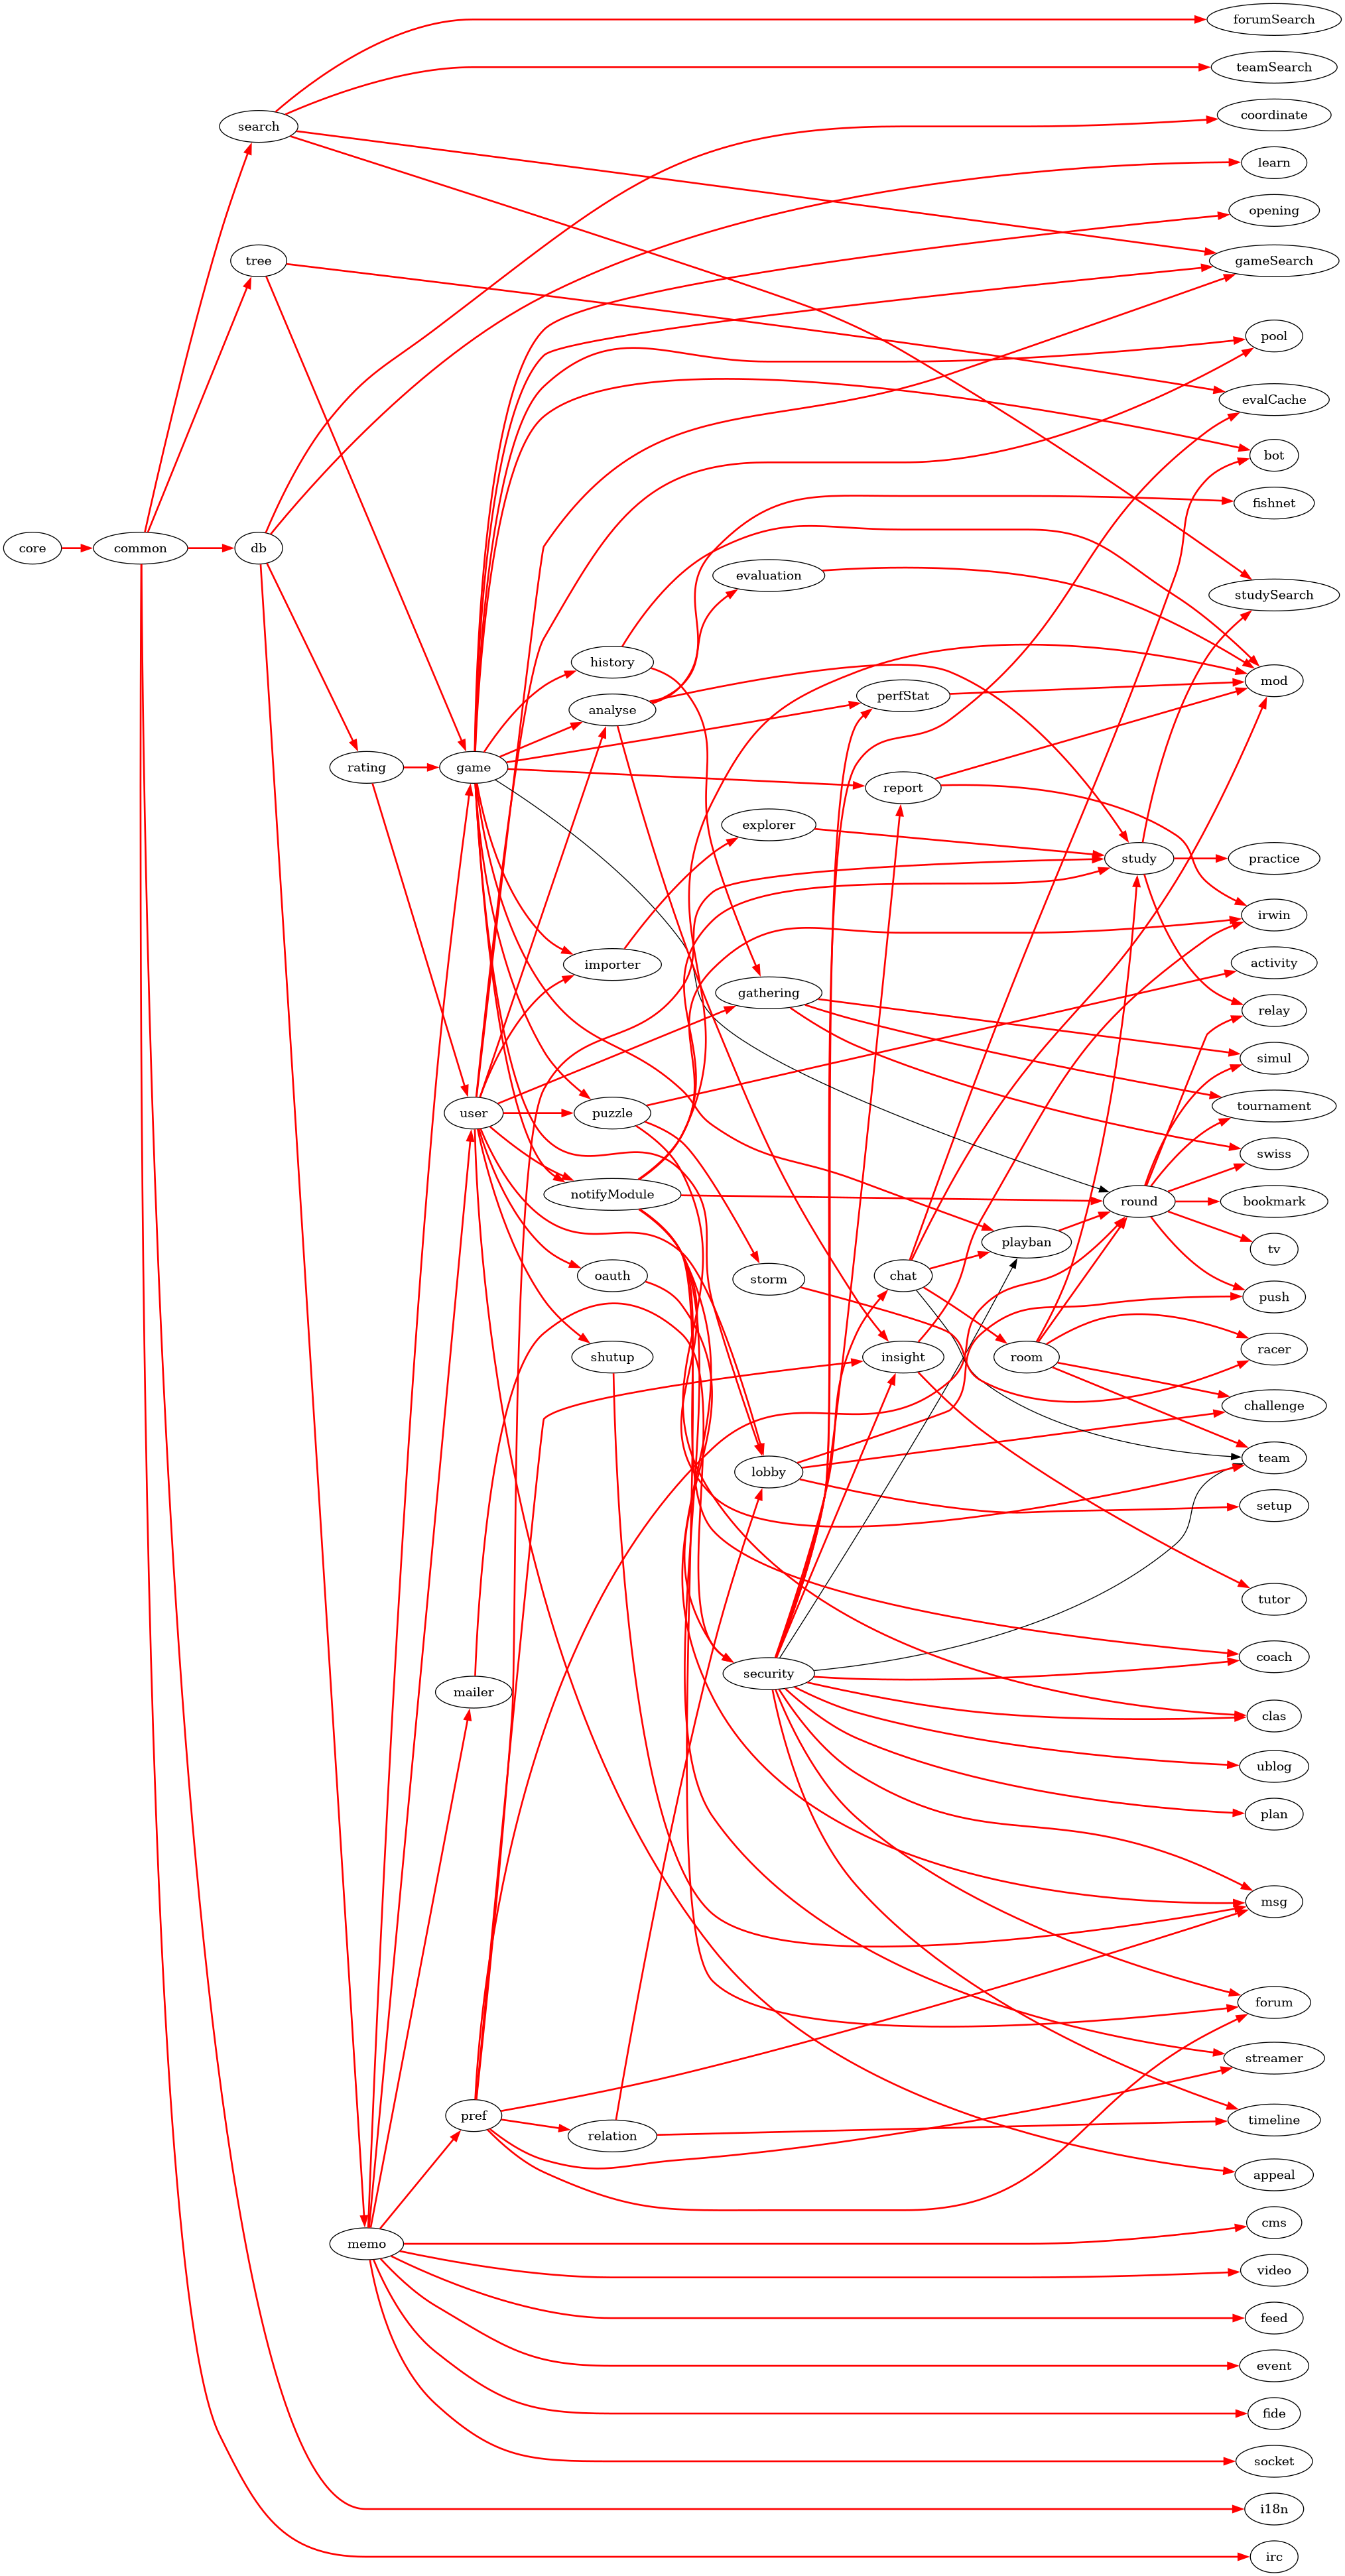 forumSearch
teamSearch
coordinate
search
learn
opening
tree
gameSearch
pool
evalCache
bot
fishnet
core
common
db
evaluation
studySearch
history
mod
perfStat
analyse
rating
game
report
explorer
study
practice
irwin
importer
activity
gathering
relay
simul
tournament
user
puzzle
swiss
notifyModule
round
bookmark
playban
tv
oauth
storm
chat
push
shutup
insight
room
racer
challenge
lobby
team
setup
tutor
coach
security
mailer
clas
ublog
plan
msg
forum
streamer
pref
relation
timeline
appeal
cms
memo
video
feed
event
fide
socket
i18n
irc